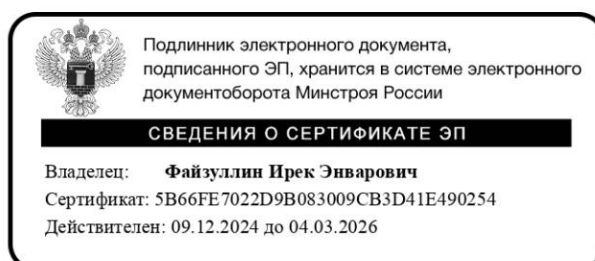 Подлинник электронного документа,
подписанного ЭП, хранится в системе электронного
документооборота Минстроя России
СВЕДЕНИЯ О СЕРТИФИКАТЕ ЭП
Владелец: Файзуллин Ирек Энварович
Сертификат: 5B66FE7022D9B083009CB3D41E490254
Действителен: 09.12.2024 до 04.03.2026